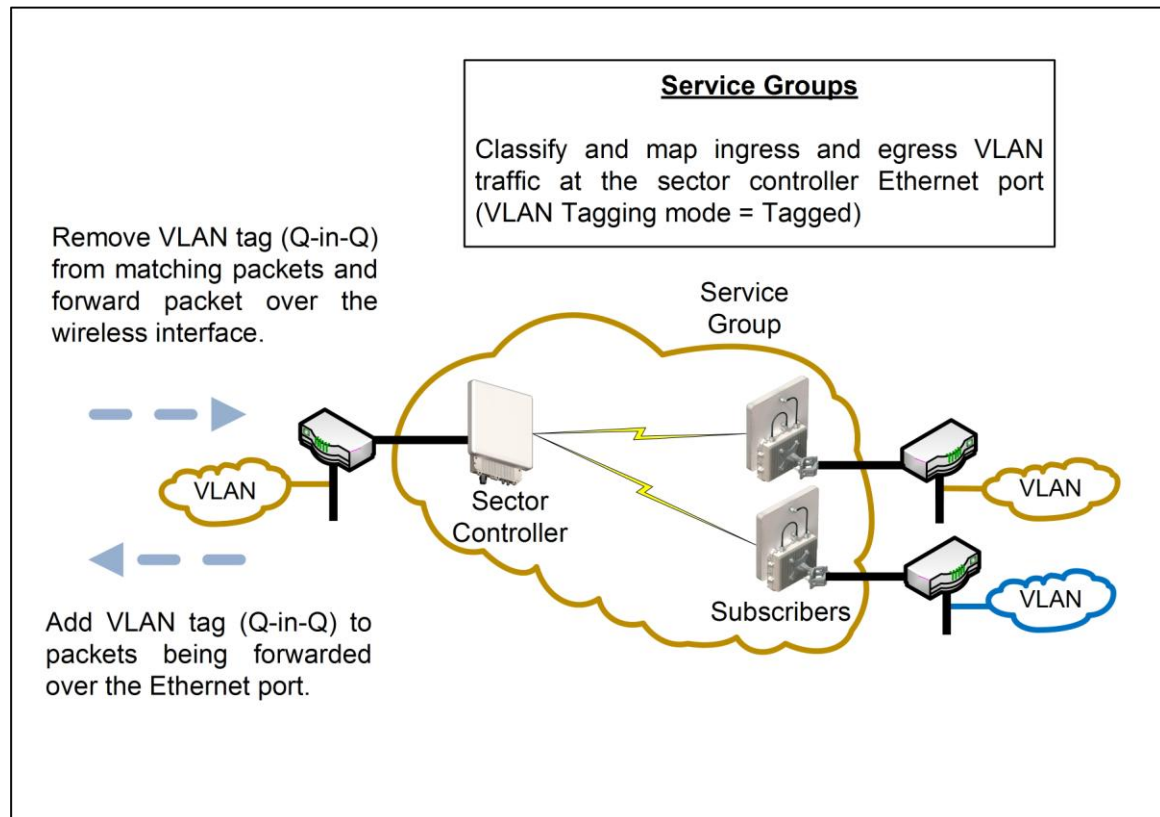 Service Groups
Classify and map ingress and egress VLAN
traffic at the sector controller Ethernet port
(VLAN Tagging mode = Tagged)
Remove VLAN tag (Q-in-Q)
from matching packets and
forward packet over the
wireless interface.
Service
Group
VLAN
Sector
Controller
VLAN
Subscribers
VLAN
Add VLAN tag (Q-in-Q) to
packets being forwarded
over the Ethernet port.